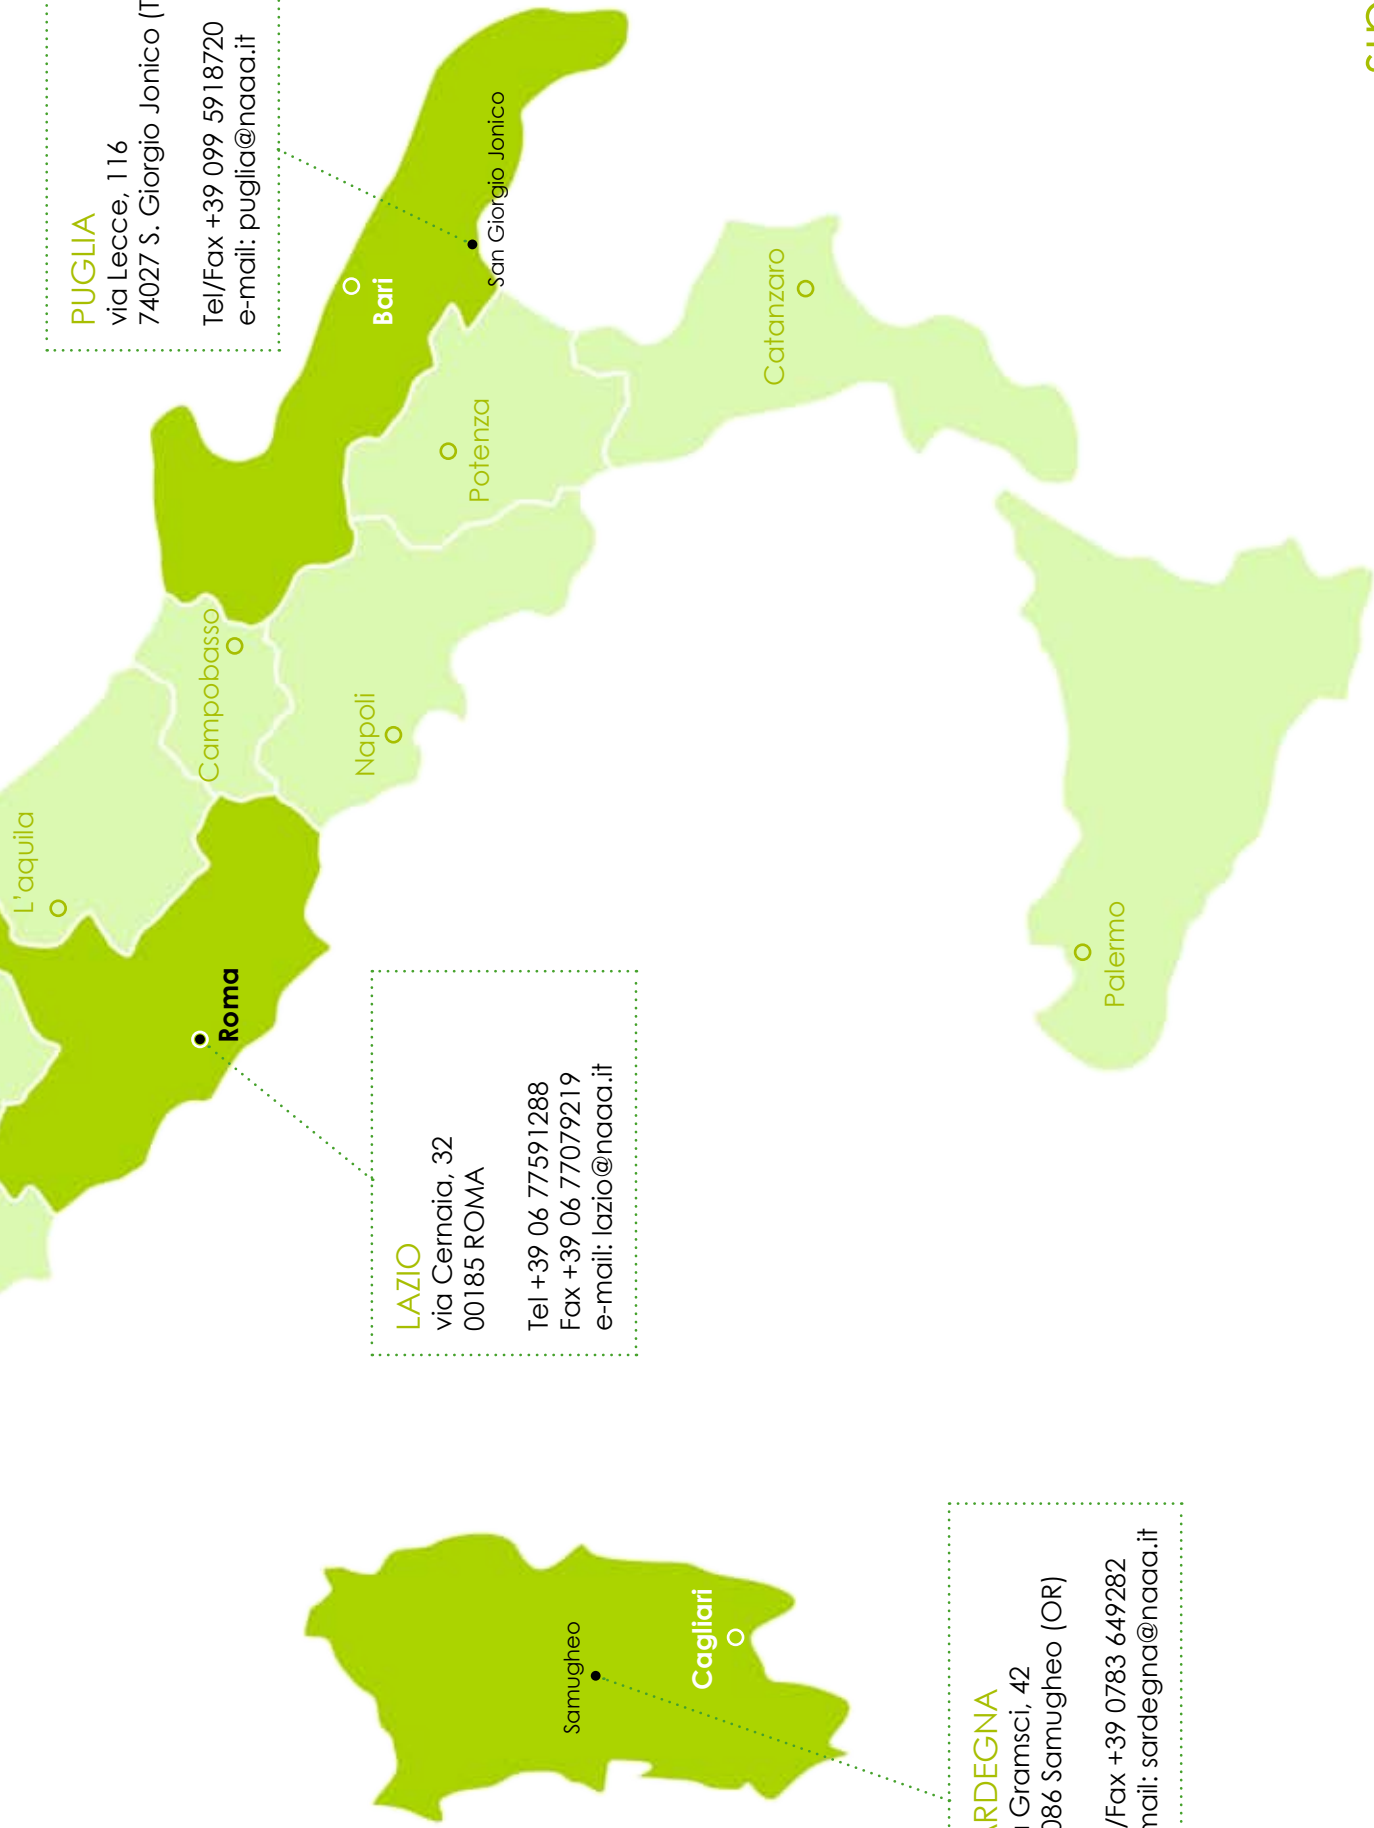 PUGLIA
via Lecce, 116
74027 S. Giorgio Jonico (T
Tel/Fax +39 099 5918720
e-mail: puglia@naaa.it
San Giorgio Jonico
Bari
Potenza
Catanzaro
Campobasso
Napoli
L'aquila
Roma
Palermo
LAZIO
via Cernaia, 32
00185 ROMA
Tel +39 06 77591288
Fax +39 06 77079219
e-mail: lazio@naaa.it
Samugheo
Cagliari
ARDEGNA
Gramsci, 42
086 Samugheo (OR)
/Fax +39 0783 649282
mail: sardegna@naaa.it